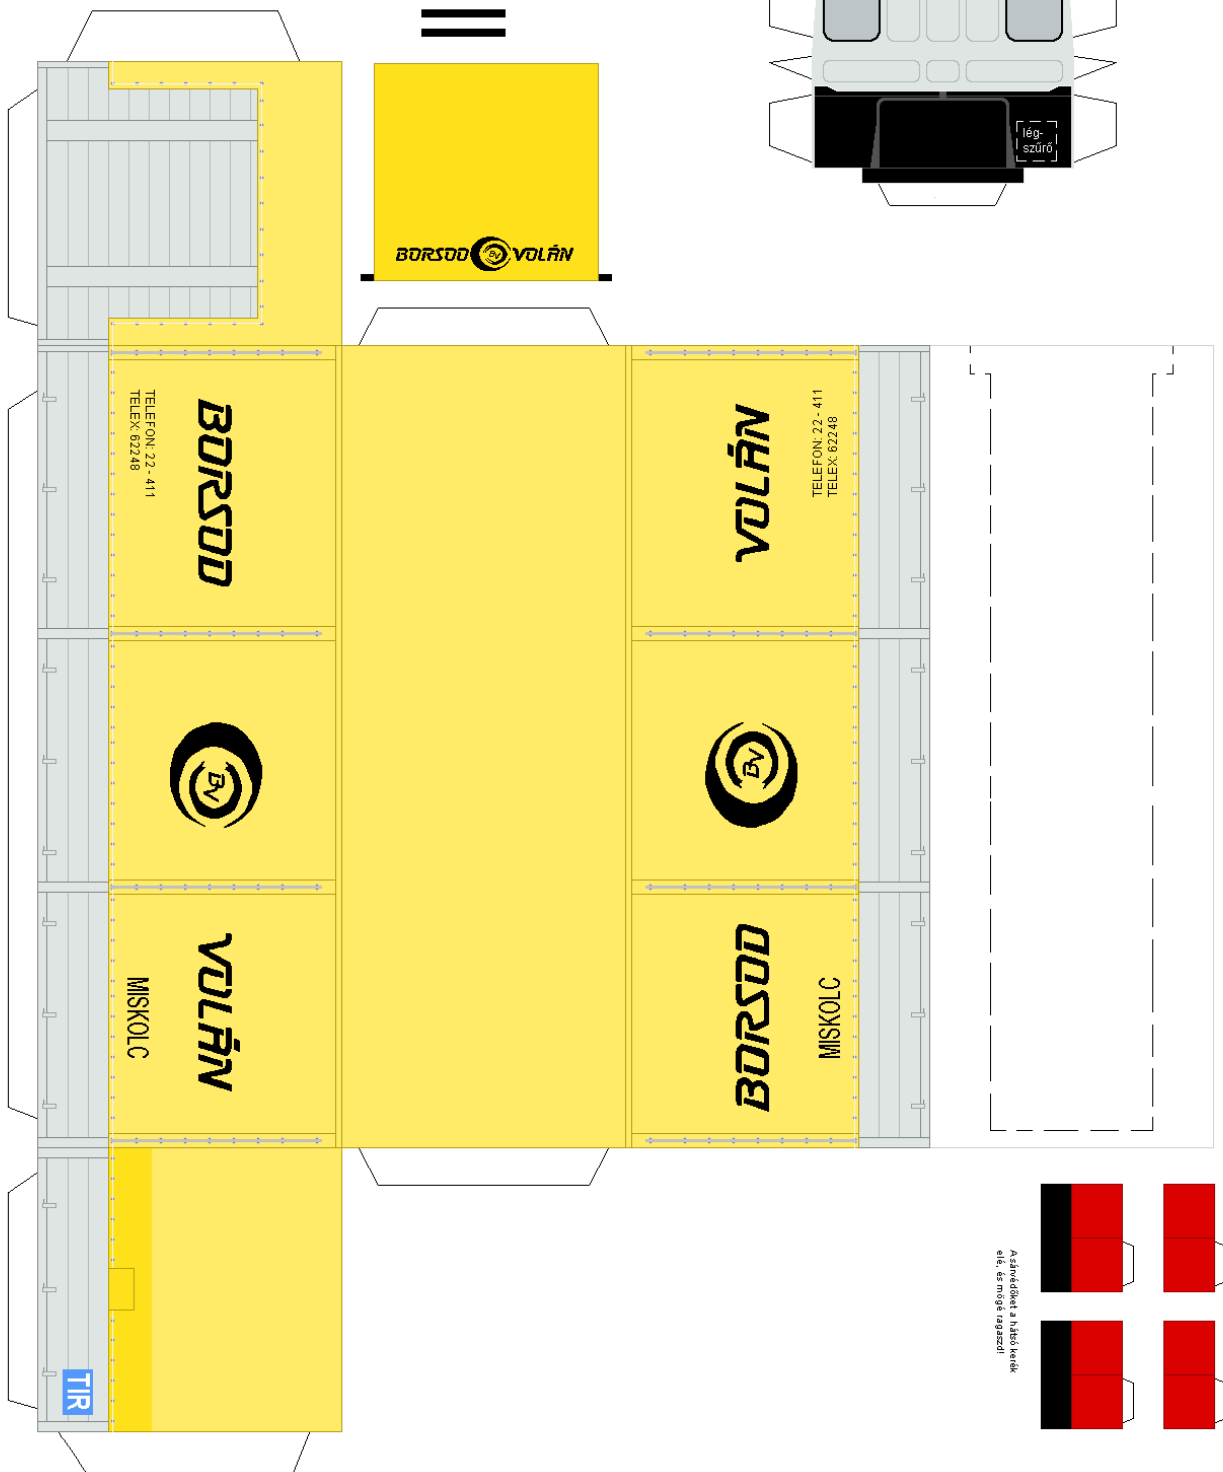 lég-
szűrő
BORSOD BV VOLÁN
BORSOD
TELEFON: 22 - 411
TELEX: 62248
VOLÁN
TELEFON: 22 - 411
TELEX: 62248
BV
BV
VOLÁN
MISKOLC
BORSOD
MISKOLC
A sárvédőket a hátsó kerék
elé, és mögé ragaszd!
TIR